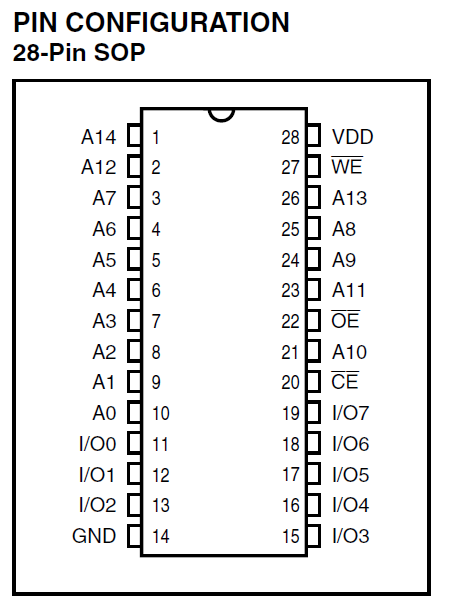 PIN CONFIGURATION
28-Pin SOP
A14 1 28 VDD
A12 2 27 W̅E̅
A7 3 26 A13
A6 4 25 A8
A5 5 24 A9
A4 6 23 A11
A3 7 22 O̅E̅
A2 8 21 A10
A1 9 20 C̅E̅
A0 10 19 I/O7
I/O0 11 18 I/O6
I/O1 12 17 I/O5
I/O2 13 16 I/O4
GND 14 15 I/O3